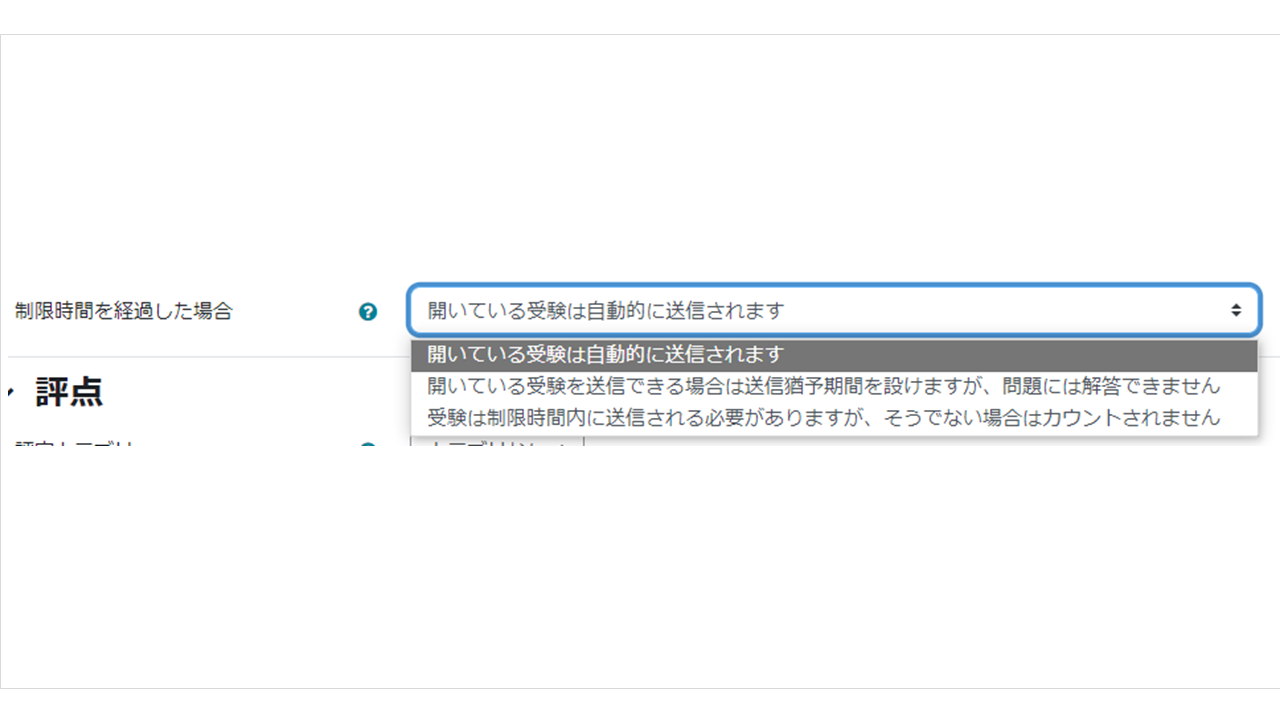 制限時間を経過した場合
開いている受験は自動的に送信されます
開いている受験は自動的に送信されます
開いている受験を送信できる場合は送信猶予期間を設けますが、問題には解答できません
受験は制限時間内に送信される必要がありますが、そうでない場合はカウントされません
評点